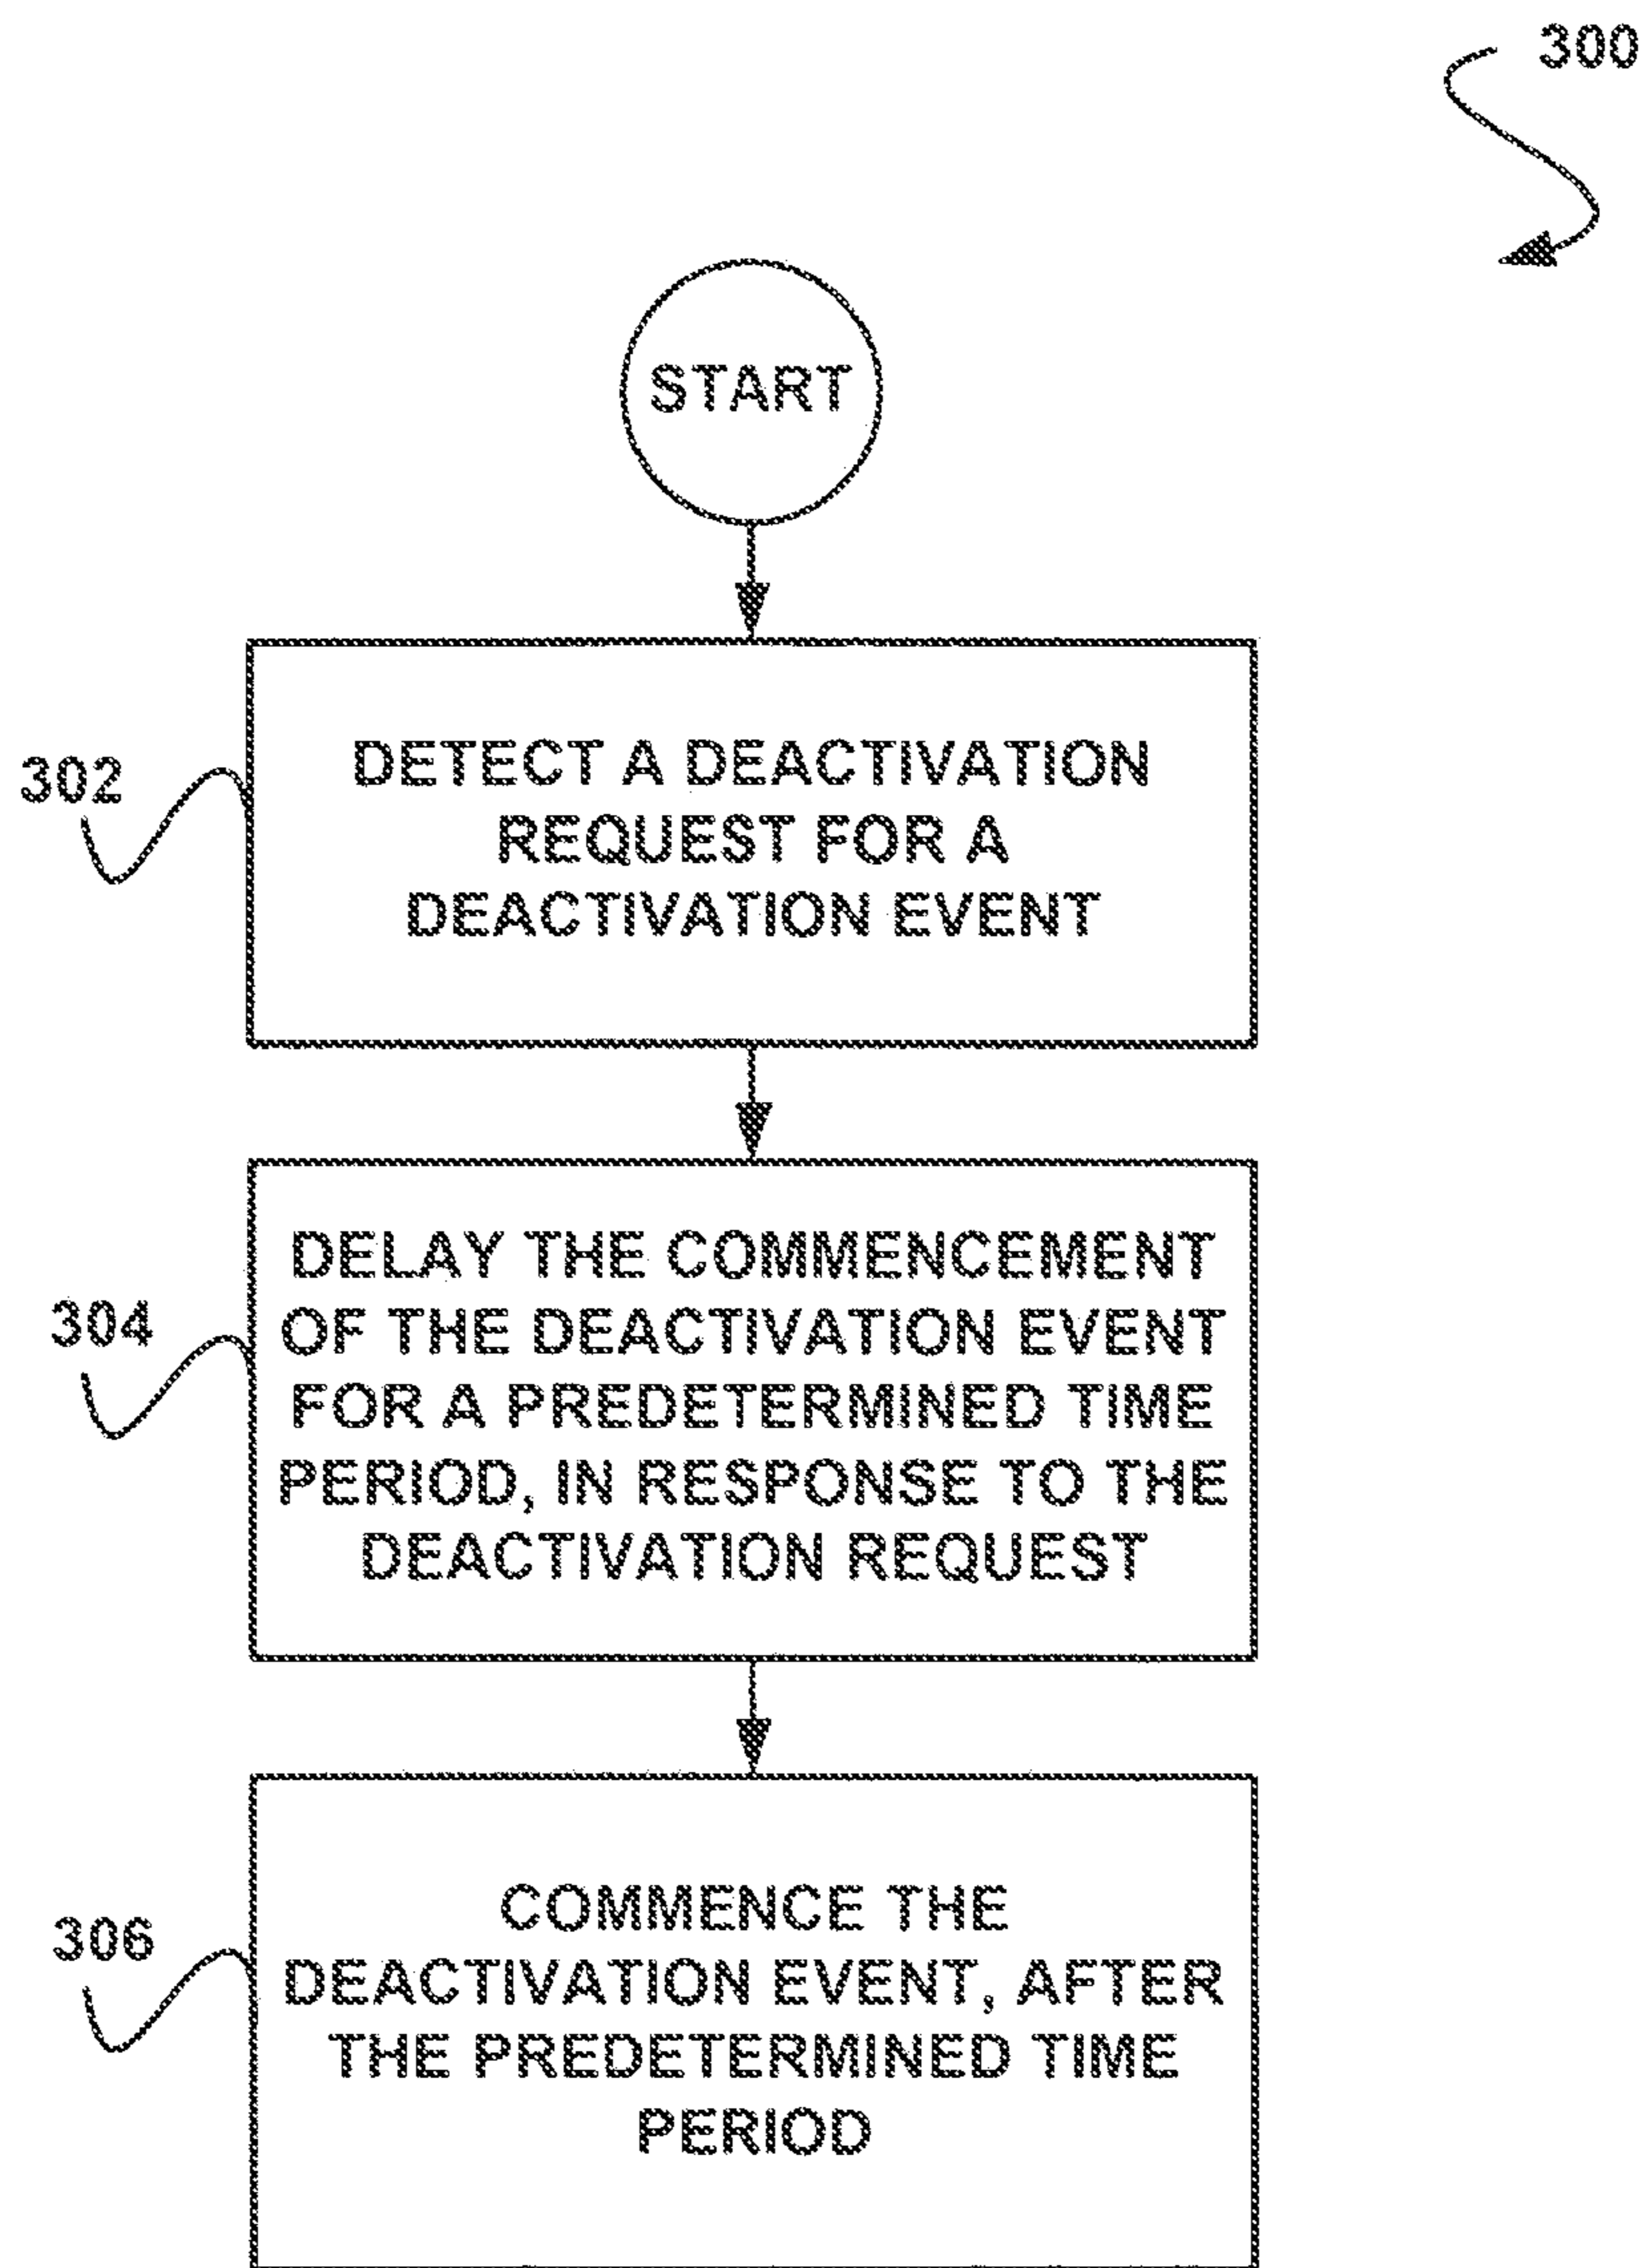 300
START
302
DETECT A DEACTIVATION
REQUEST FOR A
DEACTIVATION EVENT
304
DELAY THE COMMENCEMENT
OF THE DEACTIVATION EVENT
FOR A PREDETERMINED TIME
PERIOD, IN RESPONSE TO THE
DEACTIVATION REQUEST
306
COMMENCE THE
DEACTIVATION EVENT, AFTER
THE PREDETERMINED TIME
PERIOD